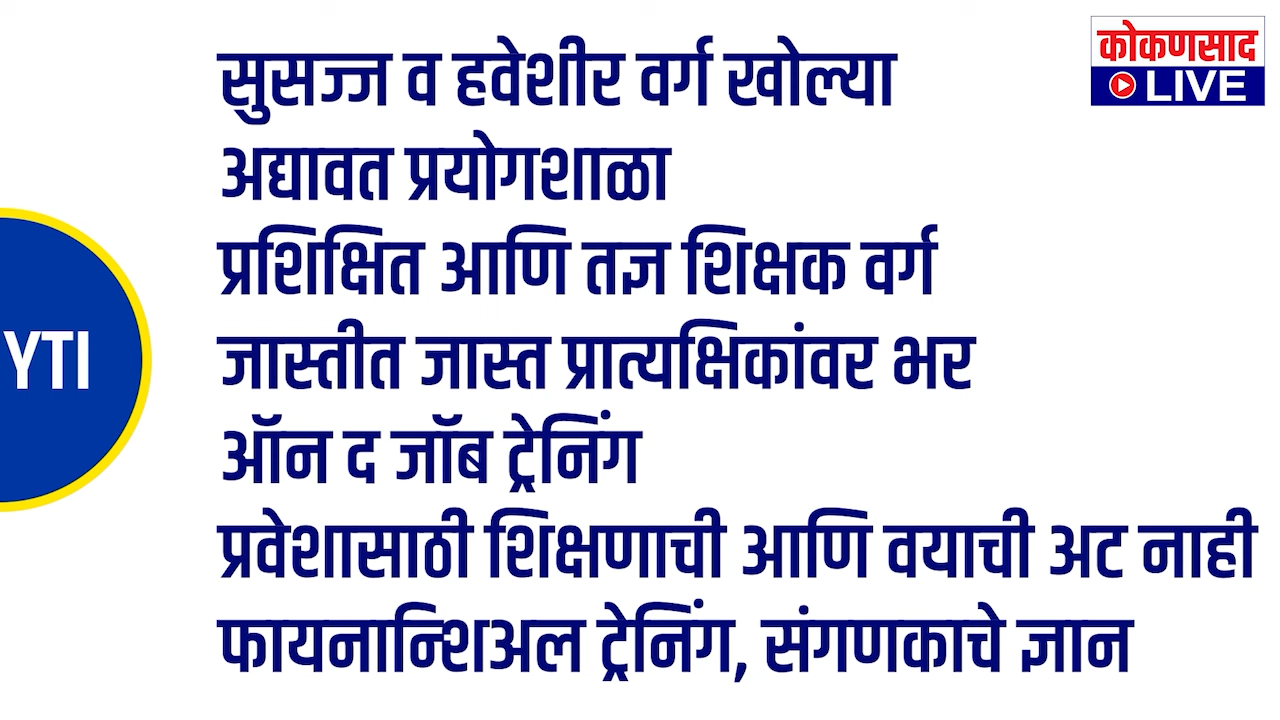 कोकणसाद
LIVE
सुसज्ज व हवेशीर वर्ग खोल्या
अद्यावत प्रयोगशाळा
प्रशिक्षित आणि तज्ञ शिक्षक वर्ग
YTI
जास्तीत जास्त प्रात्यक्षिकांवर भर
ऑन द जॉब ट्रेनिंग
प्रवेशासाठी शिक्षणाची आणि वयाची अट नाही
फायनान्शिअल ट्रेनिंग, संगणकाचे ज्ञान